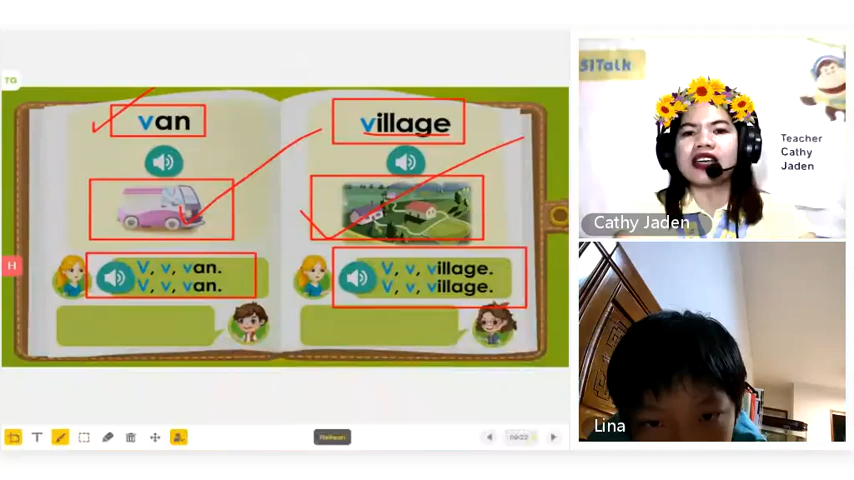 TG
van
village
V, v, van.
V, v, van.
V, v, village.
V, v, village.
H
T
51Talk
Teacher
Cathy
Jaden
Cathy Jaden
Lina